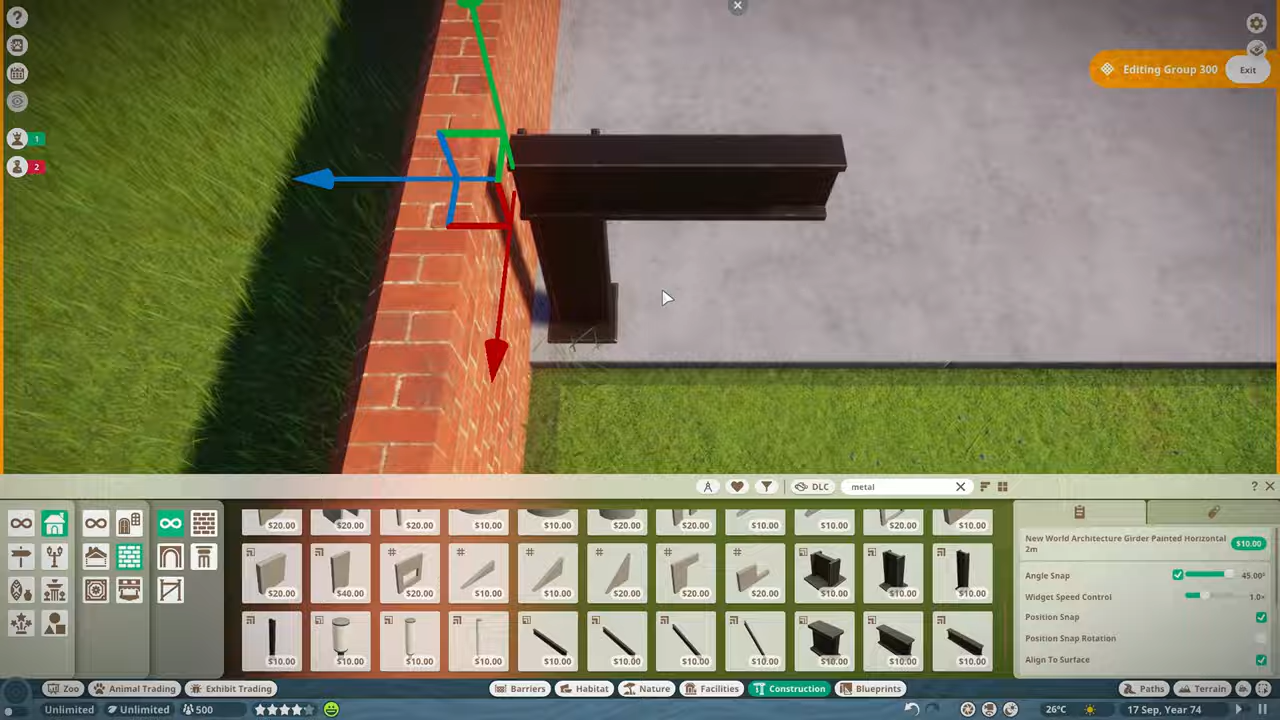 ?
Editing Group 300
Exit
1
2
DLC
metal
?
$20.00 $20.00 $10.00 $10.00 $10.00 $20.00 $20.00 $10.00 $10.00 $20.00 $10.00
$20.00 $40.00 $20.00 $10.00 $10.00 $20.00 $20.00 $20.00 $10.00 $10.00 $10.00
$10.00 $10.00 $10.00 $10.00 $10.00 $10.00 $10.00 $10.00 $10.00 $10.00 $10.00
New World Architecture Girder Painted Horizontal
2m
$10.00
Angle Snap 45.00°
Widget Speed Control 1.0×
Position Snap
Position Snap Rotation
Align To Surface
Zoo Animal Trading Exhibit Trading Barriers Habitat Nature Facilities Construction Blueprints Paths Terrain
Unlimited Unlimited 500 26°C 17 Sep, Year 74